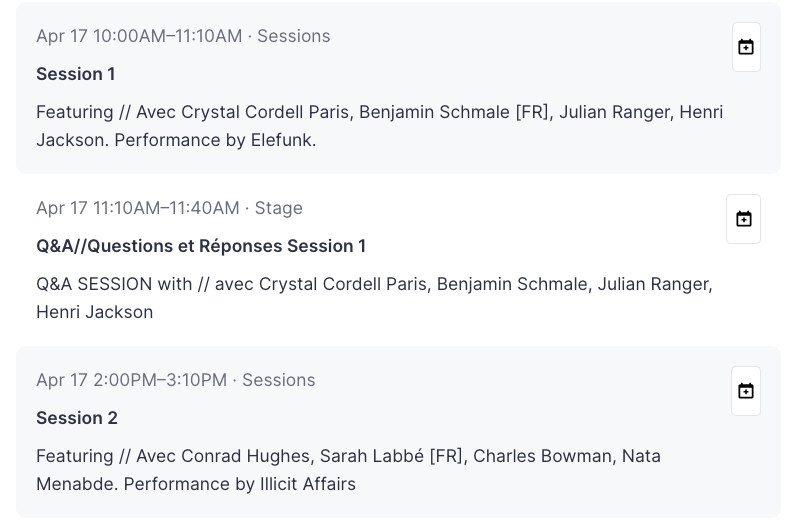 Apr 17 10:00AM–11:10AM · Sessions
Session 1
Featuring // Avec Crystal Cordell Paris, Benjamin Schmale [FR], Julian Ranger, Henri
Jackson. Performance by Elefunk.
Apr 17 11:10AM–11:40AM · Stage
Q&A//Questions et Réponses Session 1
Q&A SESSION with // avec Crystal Cordell Paris, Benjamin Schmale, Julian Ranger,
Henri Jackson
Apr 17 2:00PM–3:10PM · Sessions
Session 2
Featuring // Avec Conrad Hughes, Sarah Labbé [FR], Charles Bowman, Nata
Menabde. Performance by Illicit Affairs